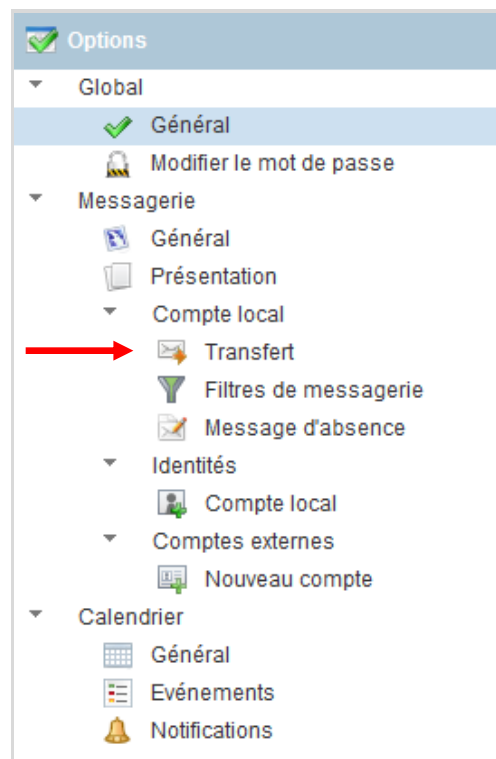 Options
Global
Général
Modifier le mot de passe
Messagerie
Général
Présentation
Compte local
Transfert
Filtres de messagerie
Message d'absence
Identités
Compte local
Comptes externes
Nouveau compte
Calendrier
Général
Evénements
Notifications